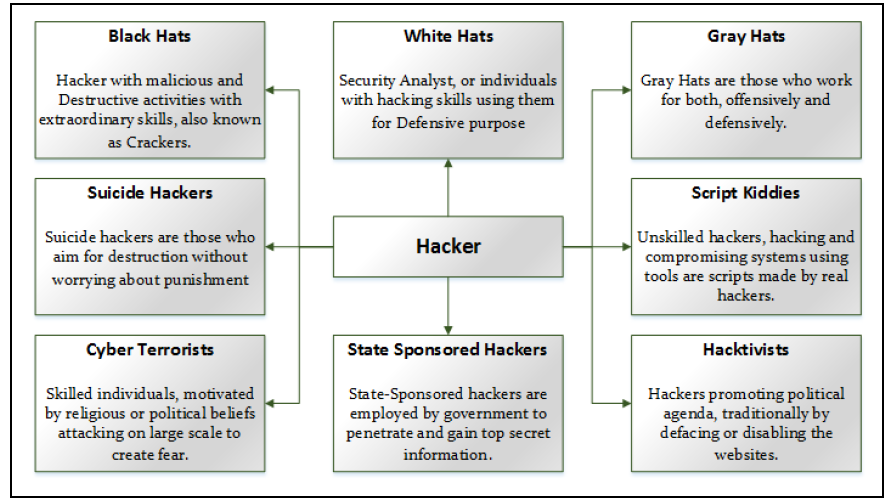 Black Hats
Hacker with malicious and
Destructive activities with
extraordinary skills, also known
as Crackers.
White Hats
Security Analyst, or individuals
with hacking skills using them
for Defensive purpose
Gray Hats
Gray Hats are those who work
for both, offensively and
defensively.
Suicide Hackers
Suicide hackers are those who
aim for destruction without
worrying about punishment
Hacker
Script Kiddies
Unskilled hackers, hacking and
compromising systems using
tools are scripts made by real
hackers.
Cyber Terrorists
Skilled individuals, motivated
by religious or political beliefs
attacking on large scale to
create fear.
State Sponsored Hackers
State-Sponsored hackers are
employed by government to
penetrate and gain top secret
information.
Hacktivists
Hackers promoting political
agenda, traditionally by
defacing or disabling the
websites.